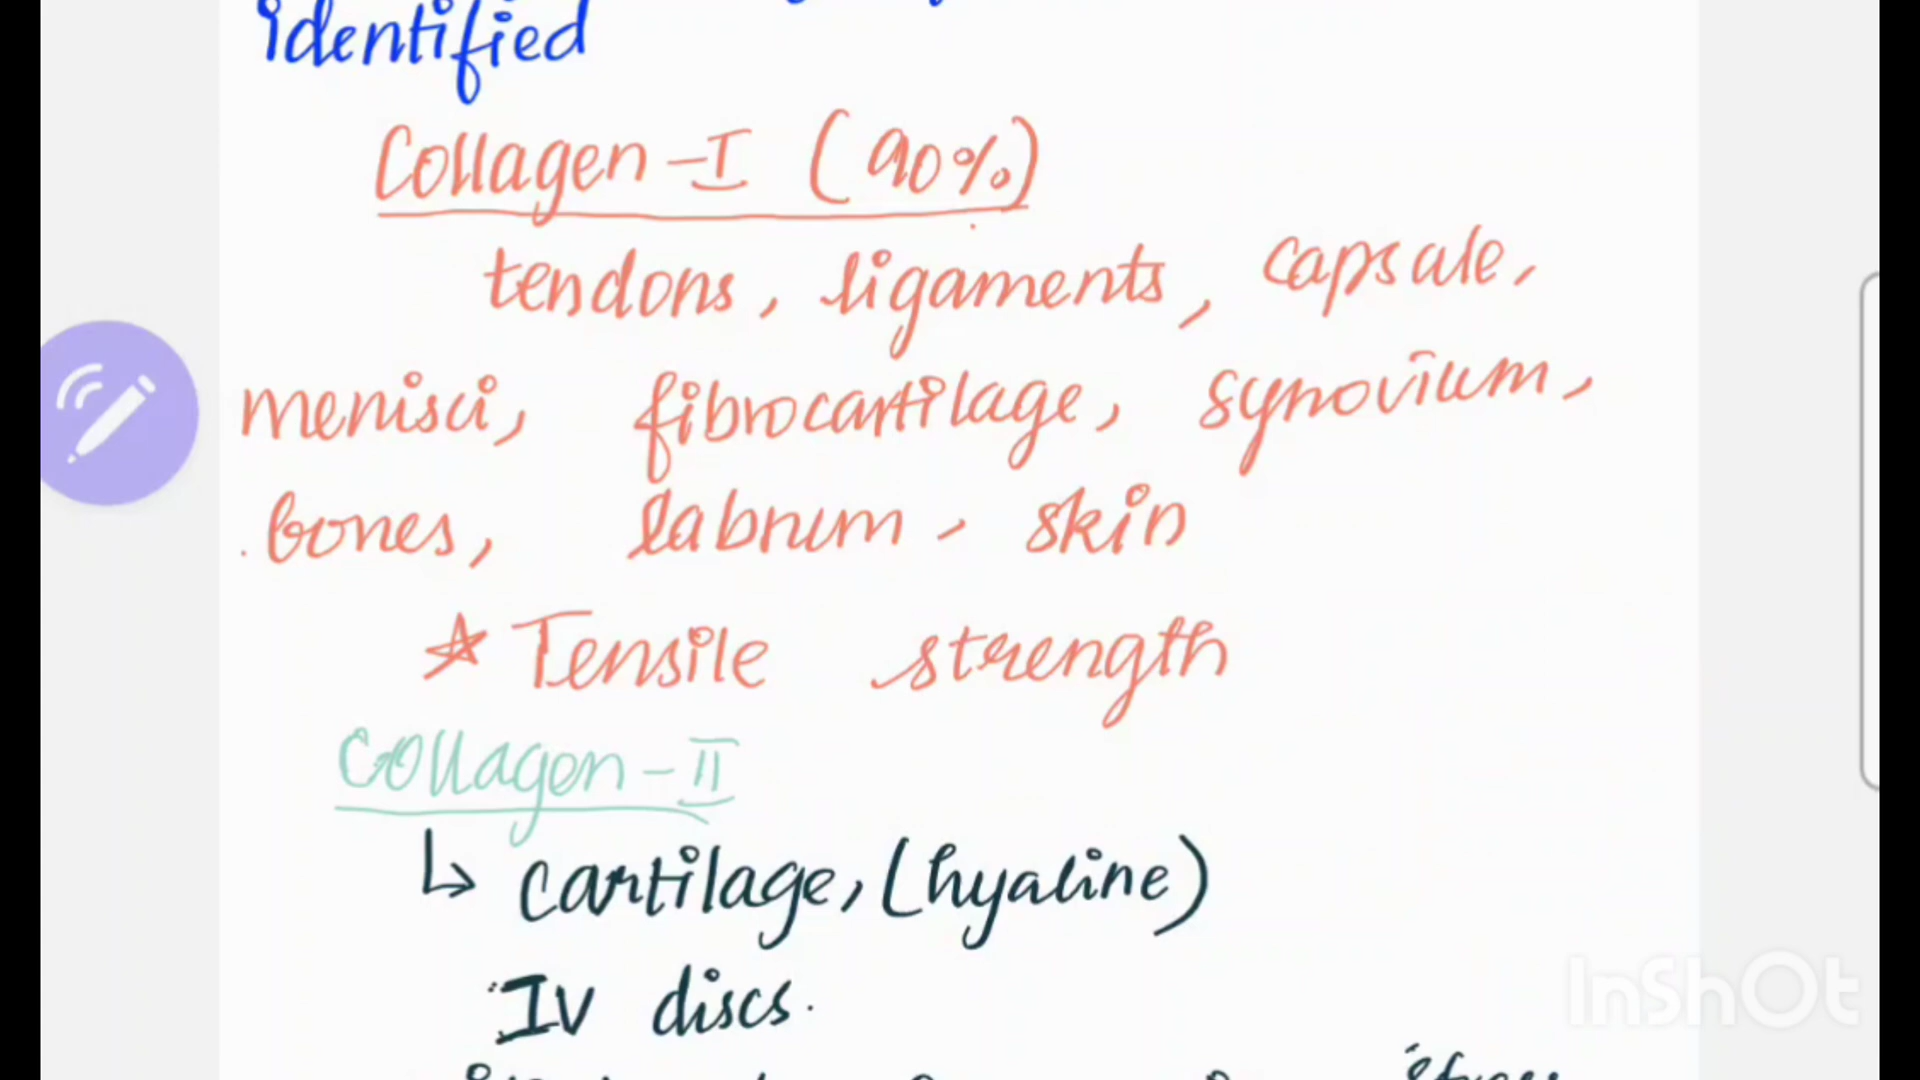 identified
Collagen - I (90%)
tendons, ligaments, capsule,
menisci, fibrocartilage, synovium,
bones, labrum, skin
☆ Tensile strength
Collagen - II
↳ cartilage, (hyaline)
IV discs.
InShOt